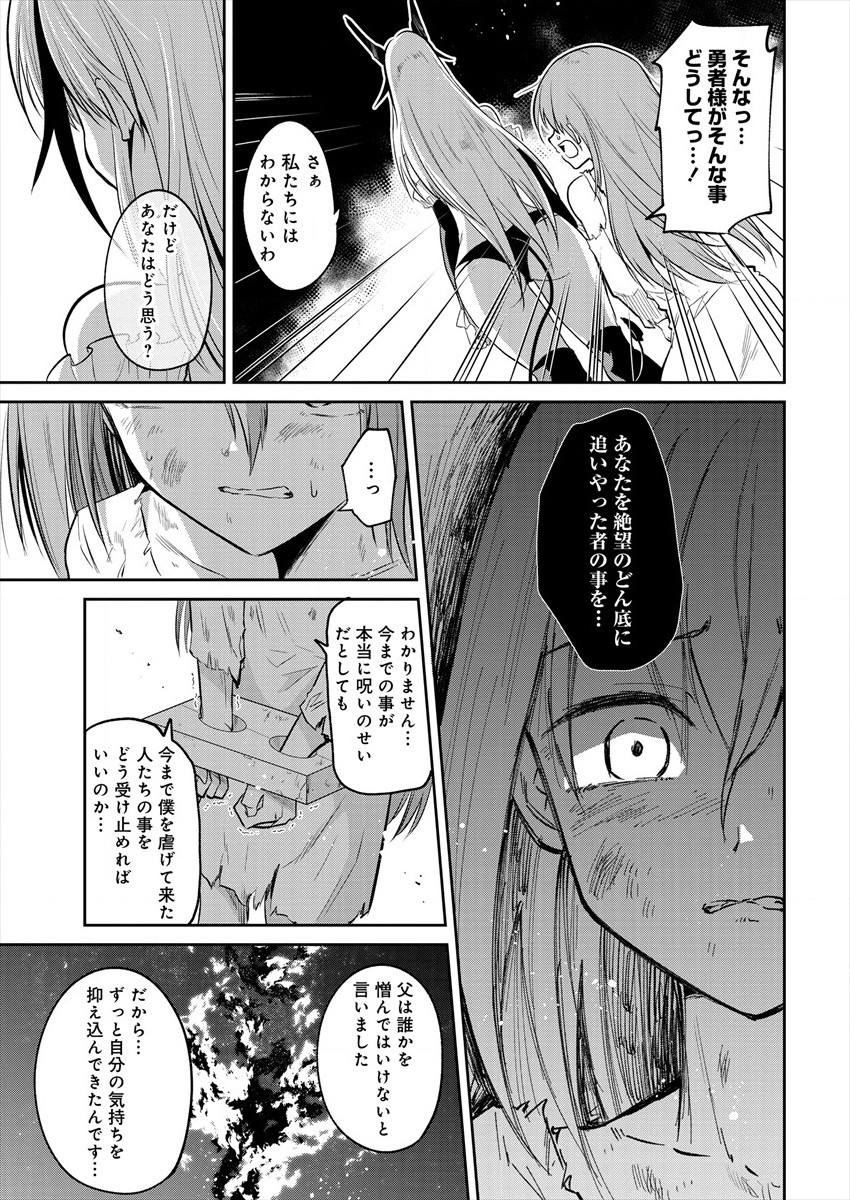 そんなっ…
勇者様がそんな事
どうしてっ…！
さぁ
私たちには
わからないわ
だけど
あなたはどう思う？
あなたを絶望のどん底に
追いやった者の事を…
…っ
わかりません…
今までの事が
本当に呪いのせい
だとしても
今まで僕を虐げて来た
人たちの事を
どう受け止めれば
いいのか…
父は誰かを
憎んではいけないと
言いました
だから…
ずっと自分の気持ちを
抑え込んできたんです…